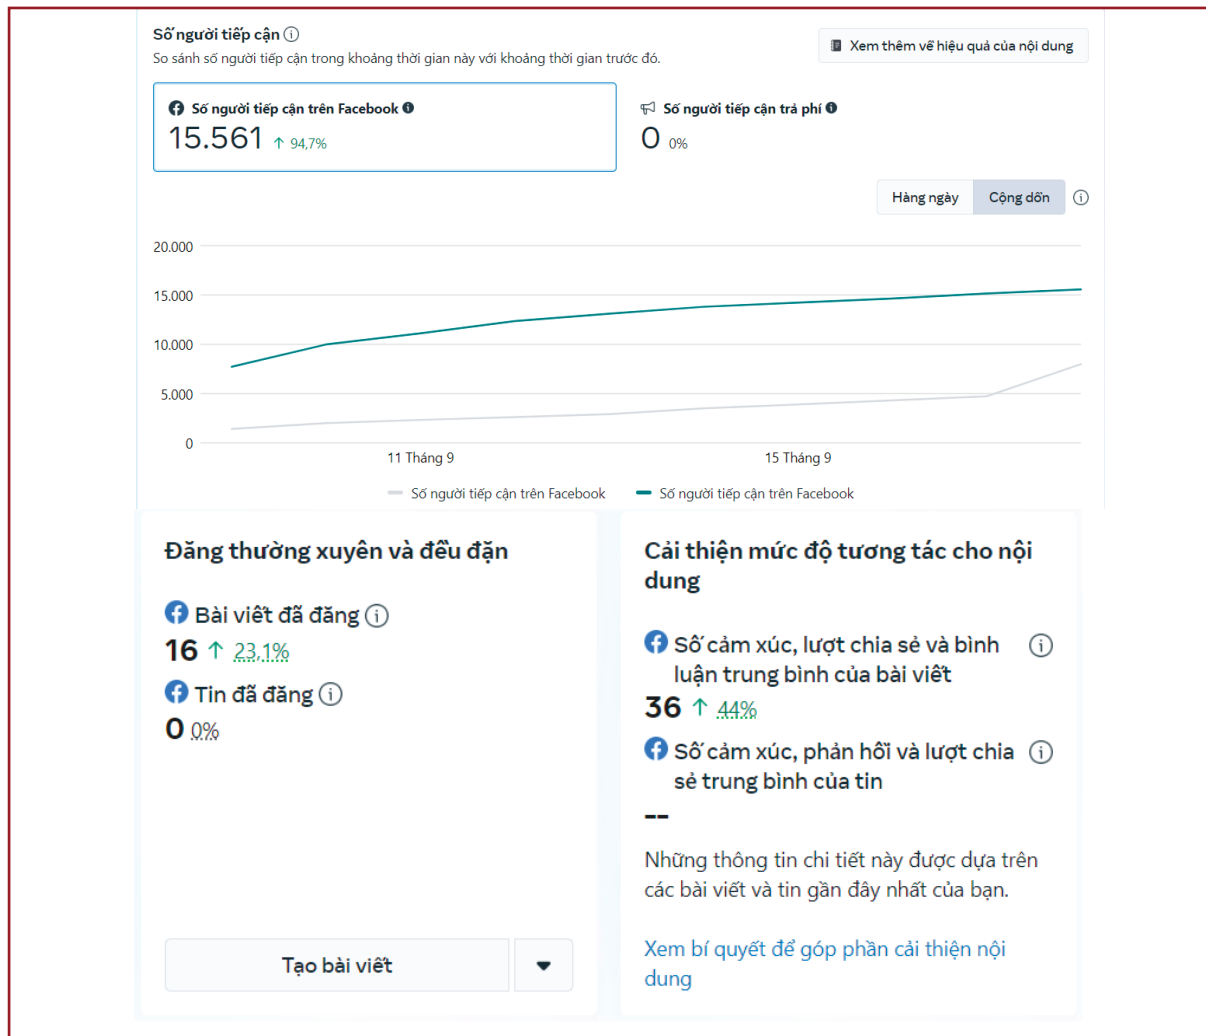 Số người tiếp cận
So sánh số người tiếp cận trong khoảng thời gian này với khoảng thời gian trước đó.
Xem thêm về hiệu quả của nội dung
Số người tiếp cận trên Facebook
15.561 ↑ 94,7%
Số người tiếp cận trả phí
0 0%
Hàng ngày
Cộng dồn
20.000
15.000
10.000
5.000
0
11 Tháng 9
15 Tháng 9
Số người tiếp cận trên Facebook
Số người tiếp cận trên Facebook
Đăng thường xuyên và đều đặn
Bài viết đã đăng
16 ↑ 23,1%
Tin đã đăng
0 0%
Tạo bài viết
Cải thiện mức độ tương tác cho nội
dung
Số cảm xúc, lượt chia sẻ và bình
luận trung bình của bài viết
36 ↑ 44%
Số cảm xúc, phản hồi và lượt chia
sẻ trung bình của tin
--
Những thông tin chi tiết này được dựa trên
các bài viết và tin gần đây nhất của bạn.
Xem bí quyết để góp phần cải thiện nội
dung